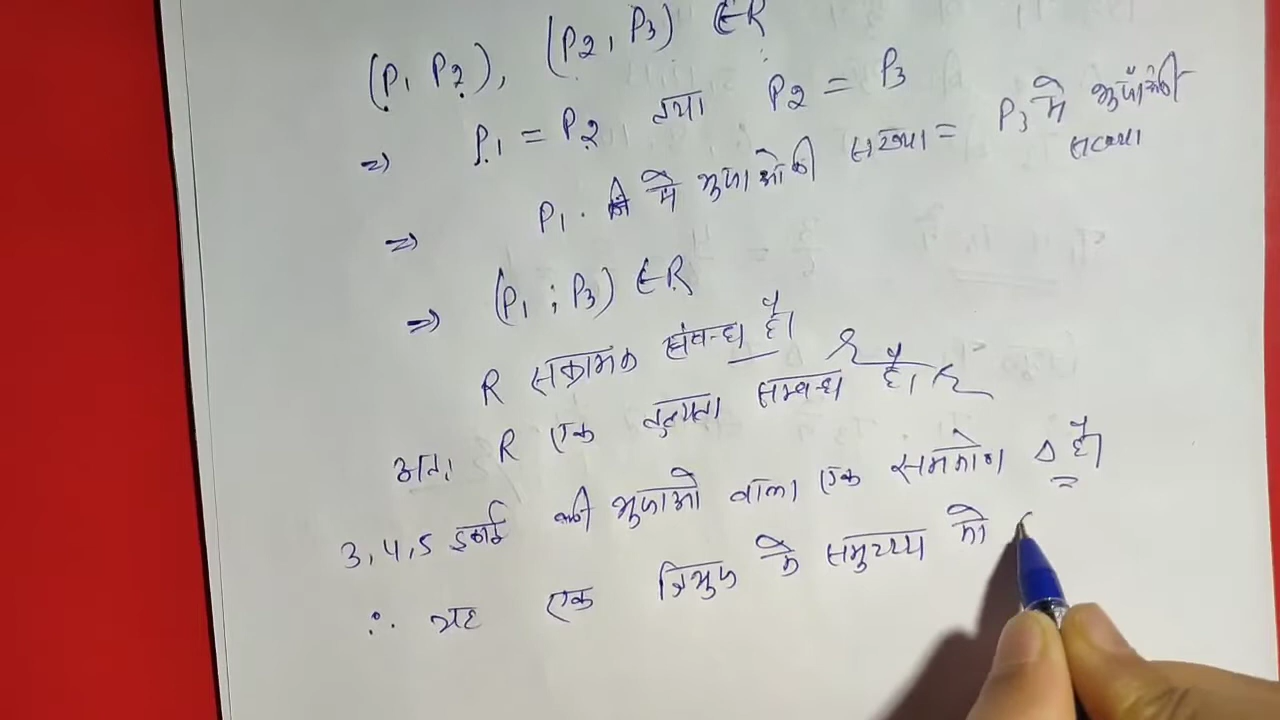 (P1 P2), (P2, P3) ∈R
⇒ P1 = P2 तथा P2 = P3
⇒ P1 में भुजाओं की संख्या = P3 में भुजाओं की संख्या
⇒ (P1 ; P3) ∈R
R सक्रामक संबन्ध है।
अतः R एक तुल्यता सम्बन्ध है।
3,4,5 इकाई की भुजाओ वाला एक समकोण Δ है।
∴ यह एक त्रिभुज के समुच्चय को